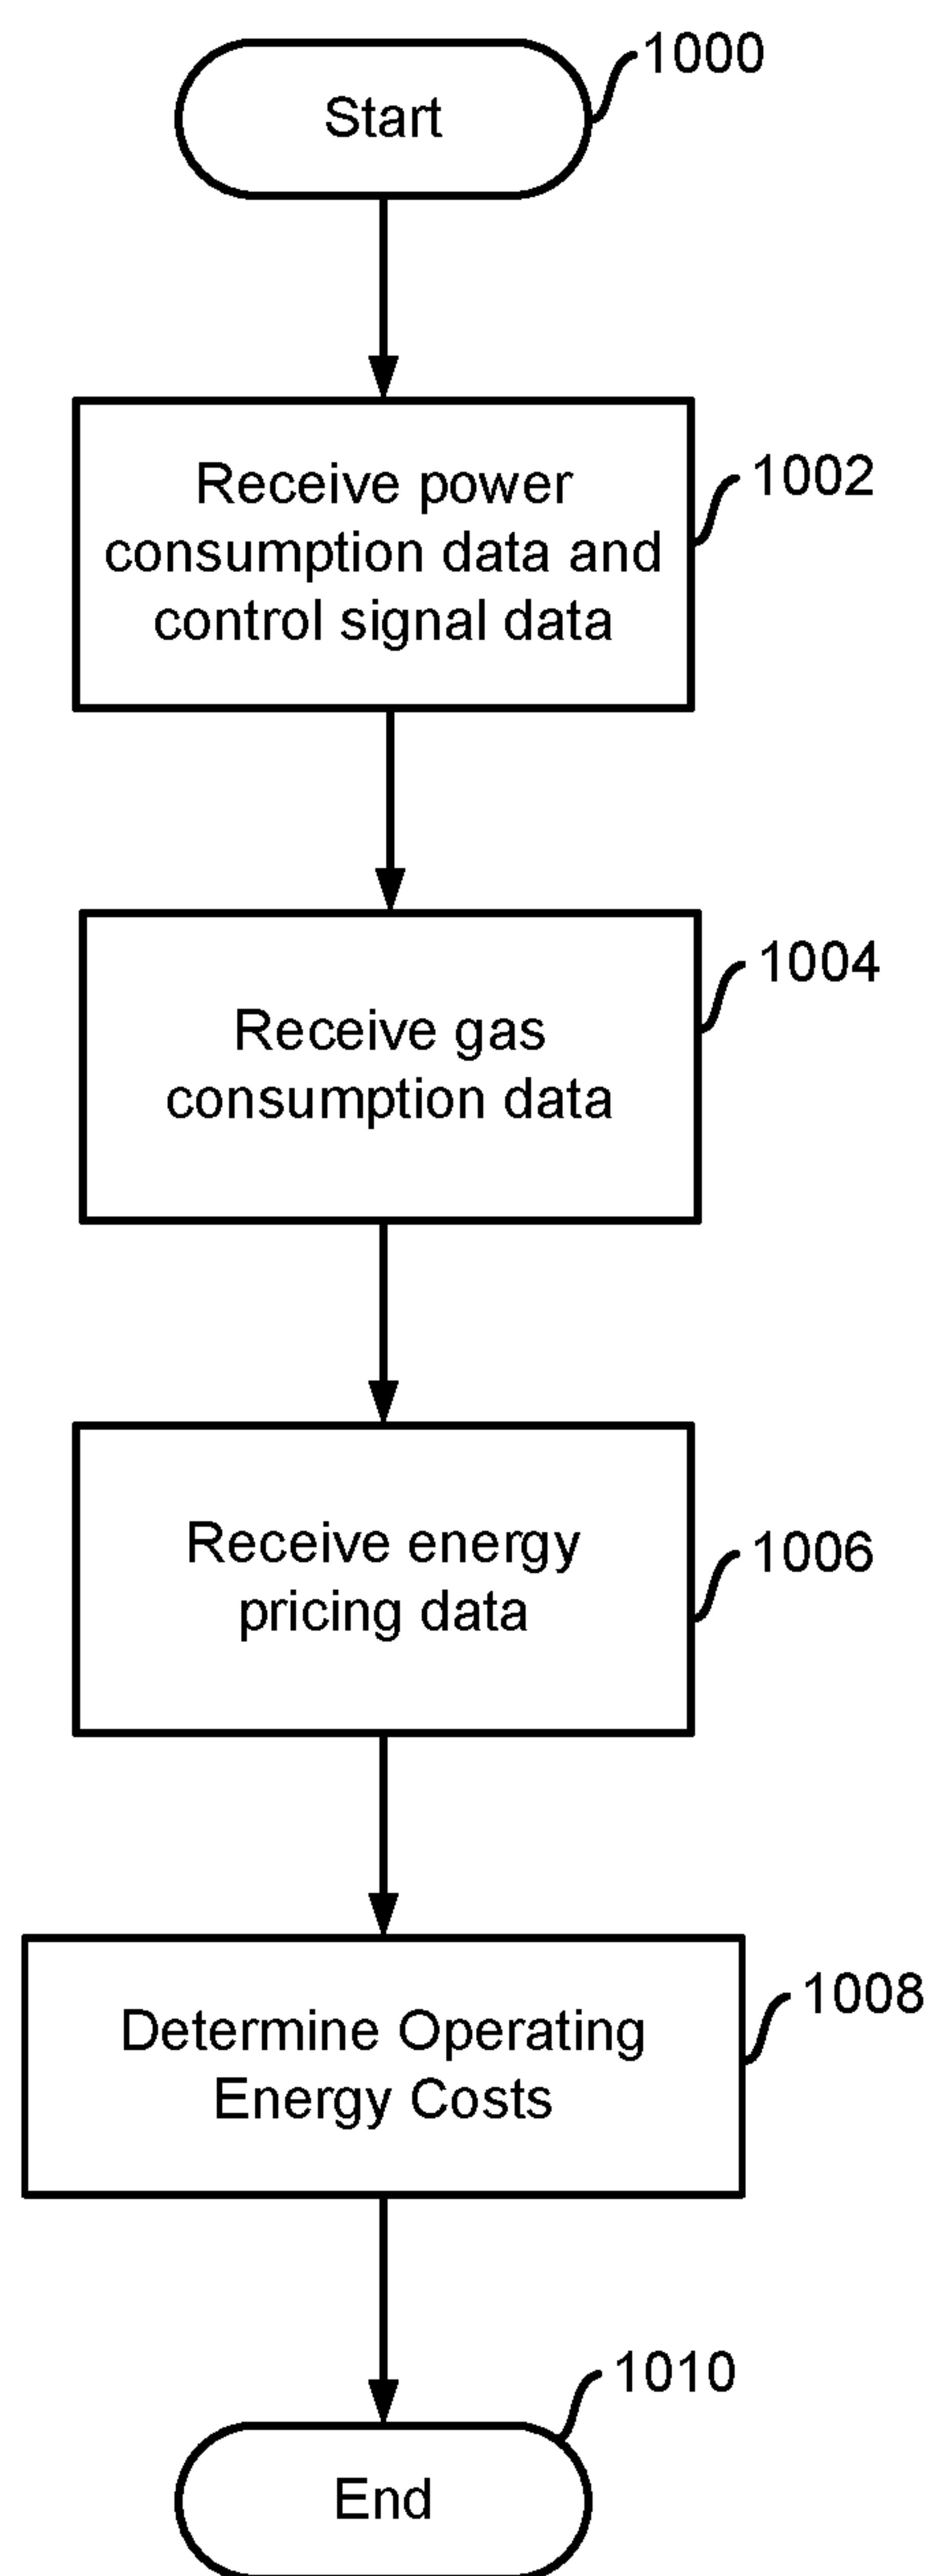 1000
Start
Receive power
consumption data and
control signal data
1002
Receive gas
consumption data
1004
Receive energy
pricing data
1006
Determine Operating
Energy Costs
1008
1010
End